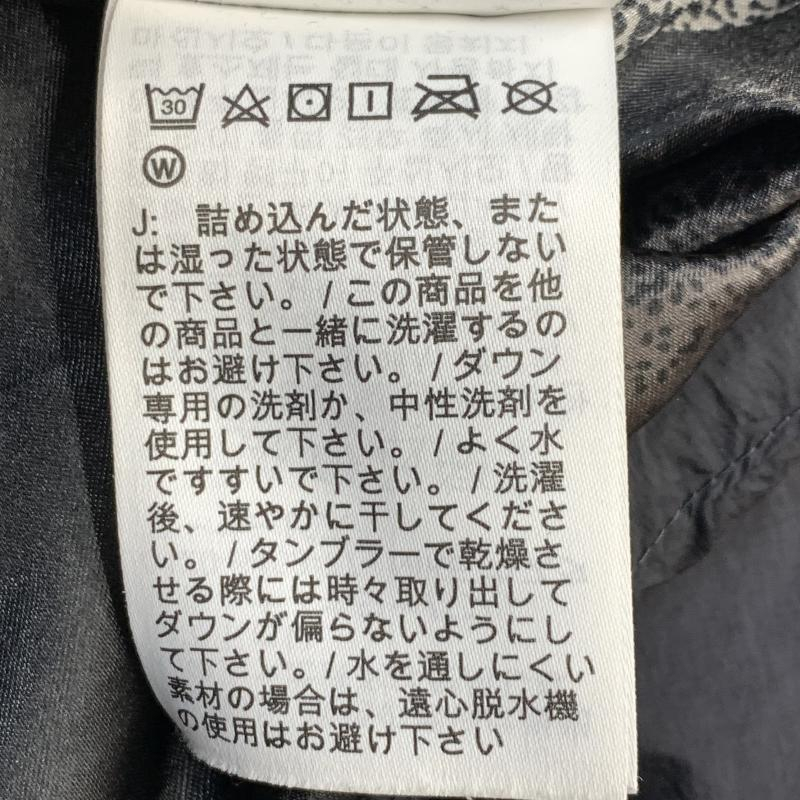 30
W
J: 詰め込んだ状態、また
は湿った状態で保管しない
で下さい。/この商品を他
の商品と一緒に洗濯するの
はお避け下さい。/ダウン
専用の洗剤か、中性洗剤を
使用して下さい。/よく水
ですすいで下さい。/洗濯
後、速やかに干してくださ
い。/タンブラーで乾燥さ
せる際には時々取り出して
ダウンが偏らないようにし
て下さい。/水を通しにくい
素材の場合は、遠心脱水機
の使用はお避け下さい